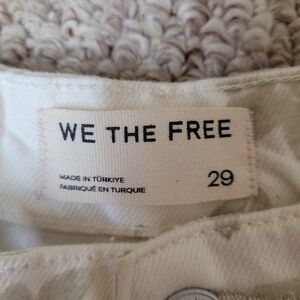 WE THE FREE
MADE IN TÜRKIYE
FABRIQUÉ EN TURQUIE
29